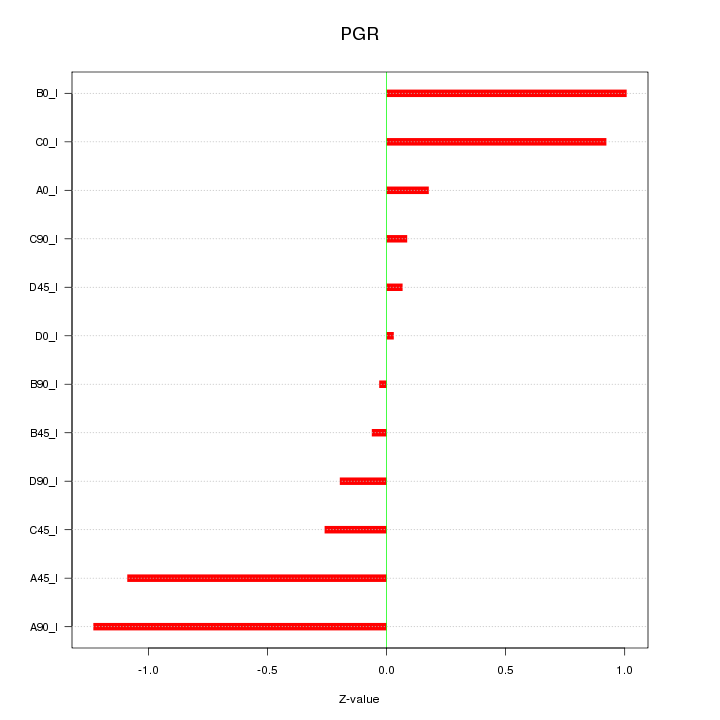 PGR
B0_I
C0_I
A0_I
C90_I
D45_I
D0_I
B90_I
B45_I
D90_I
C45_I
A45_I
A90_I
-1.0 -0.5 0.0 0.5 1.0
Z-value